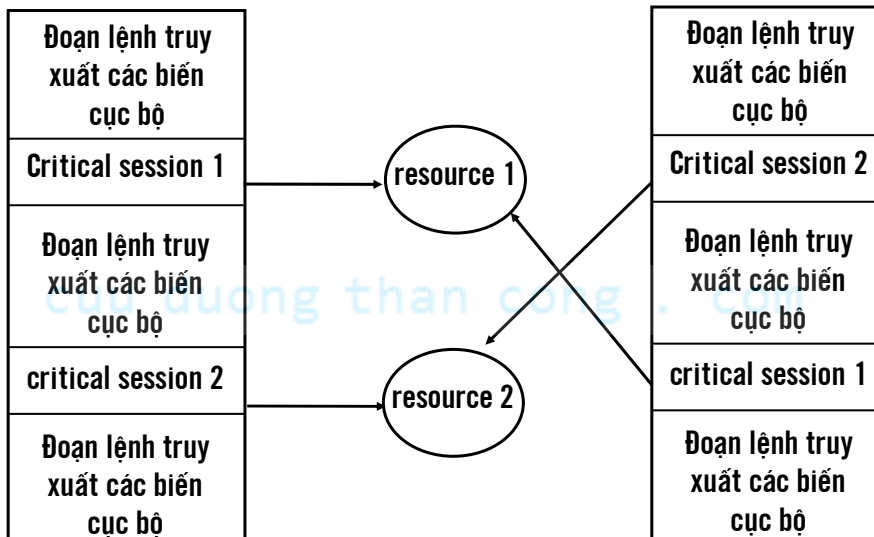 Đoạn lệnh truy
xuất các biến
cục bộ
Critical session 1
Đoạn lệnh truy
xuất các biến
cục bộ
critical session 2
Đoạn lệnh truy
xuất các biến
cục bộ
resource 1
resource 2
Đoạn lệnh truy
xuất các biến
cục bộ
Critical session 2
Đoạn lệnh truy
xuất các biến
cục bộ
critical session 1
Đoạn lệnh truy
xuất các biến
cục bộ
cuu duong than cong . com